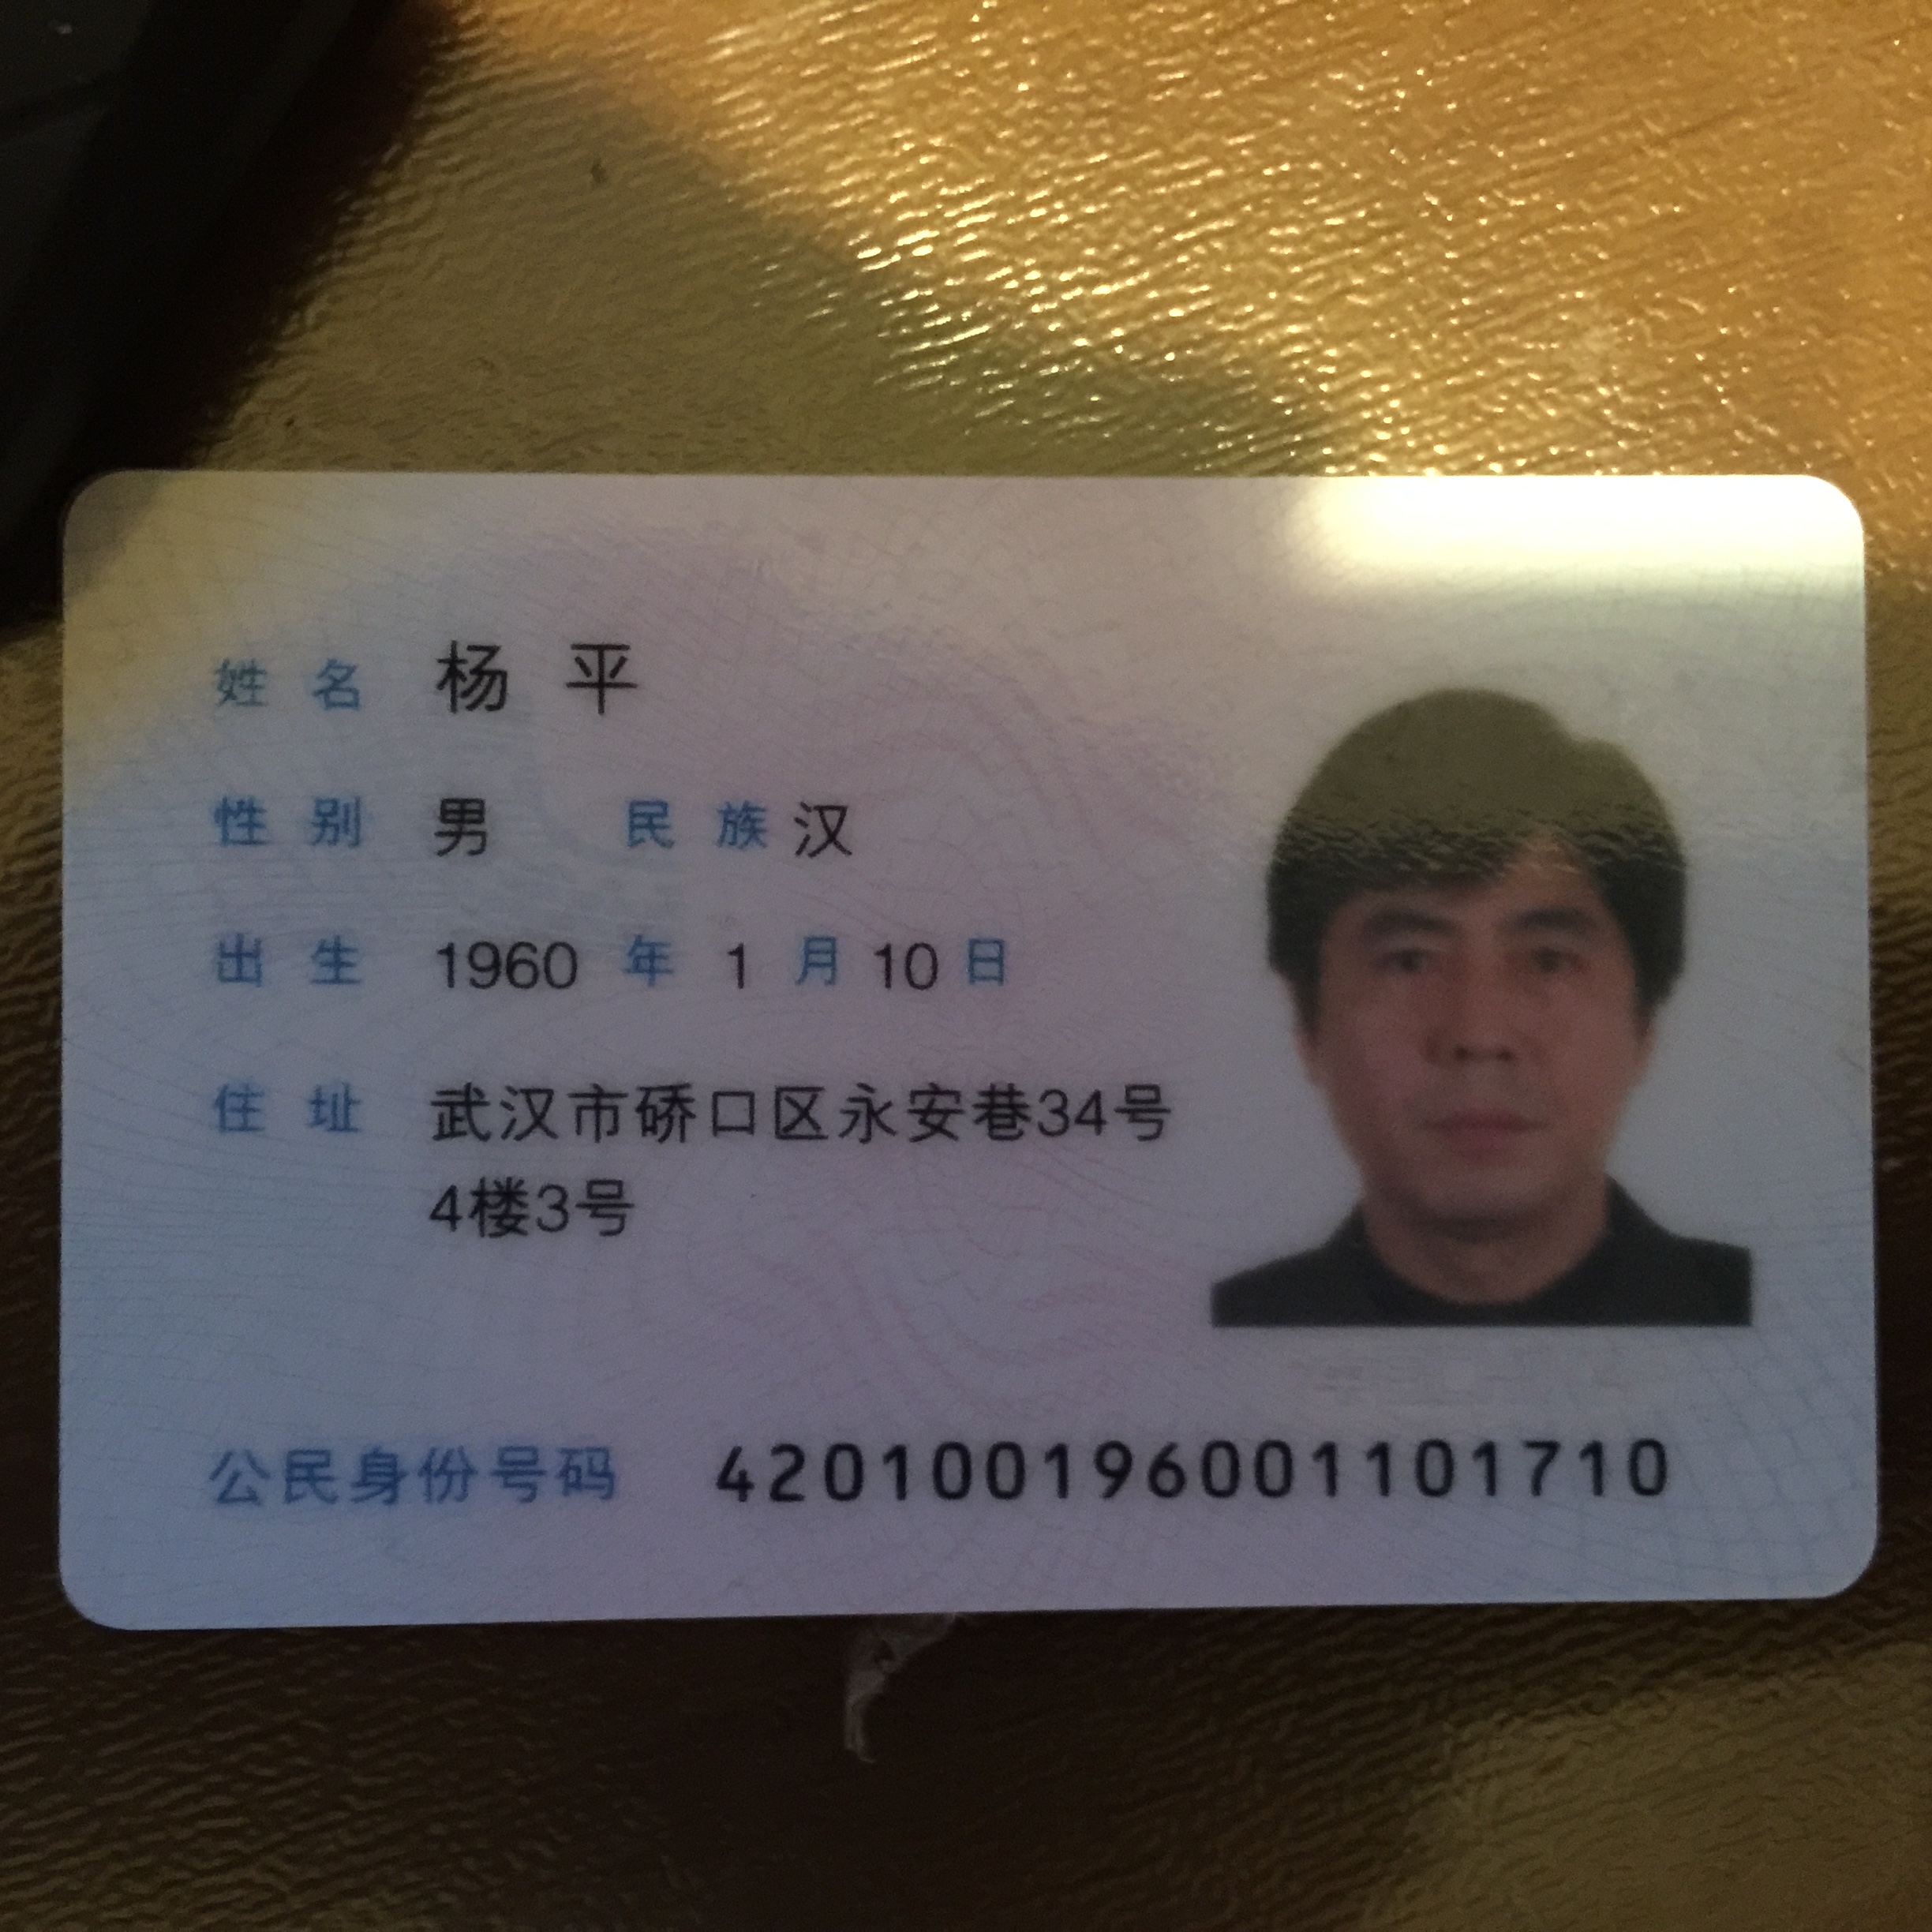 姓名 杨平
性别 男 民族 汉
出生 1960 年 1 月 10 日
住址 武汉市硚口区永安巷34号
4楼3号
公民身份号码 420100196001101710